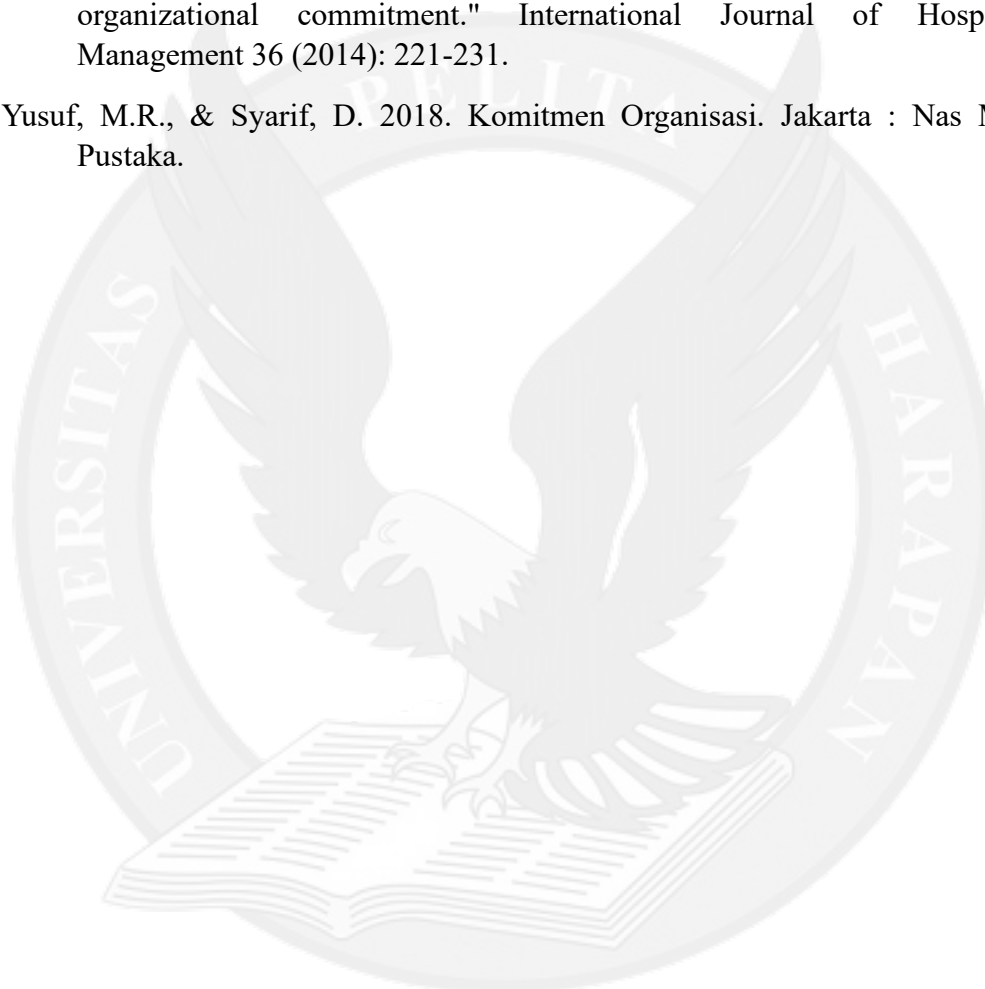 organizational commitment." International Journal of Hosp
Management 36 (2014): 221-231.
Yusuf, M.R., & Syarif, D. 2018. Komitmen Organisasi. Jakarta : Nas
Pustaka.
UNIVERSITAS PELITA HARAPAN